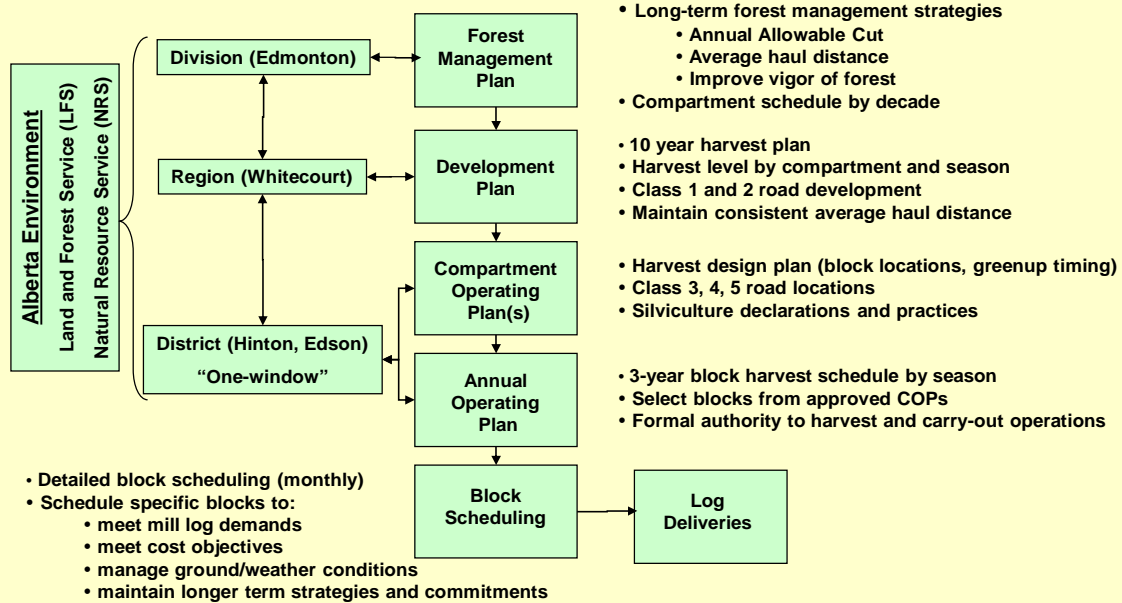 Alberta Environment
Land and Forest Service (LFS)
Natural Resource Service (NRS)
Division (Edmonton)
Region (Whitecourt)
District (Hinton, Edson)
“One-window”
Forest
Management
Plan
• Long-term forest management strategies
• Annual Allowable Cut
• Average haul distance
• Improve vigor of forest
• Compartment schedule by decade
Development
Plan
• 10 year harvest plan
• Harvest level by compartment and season
• Class 1 and 2 road development
• Maintain consistent average haul distance
Compartment
Operating
Plan(s)
• Harvest design plan (block locations, greenup timing)
• Class 3, 4, 5 road locations
• Silviculture declarations and practices
Annual
Operating
Plan
• 3-year block harvest schedule by season
• Select blocks from approved COPs
• Formal authority to harvest and carry-out operations
• Detailed block scheduling (monthly)
• Schedule specific blocks to:
• meet mill log demands
• meet cost objectives
• manage ground/weather conditions
• maintain longer term strategies and commitments
Block
Scheduling
Log
Deliveries